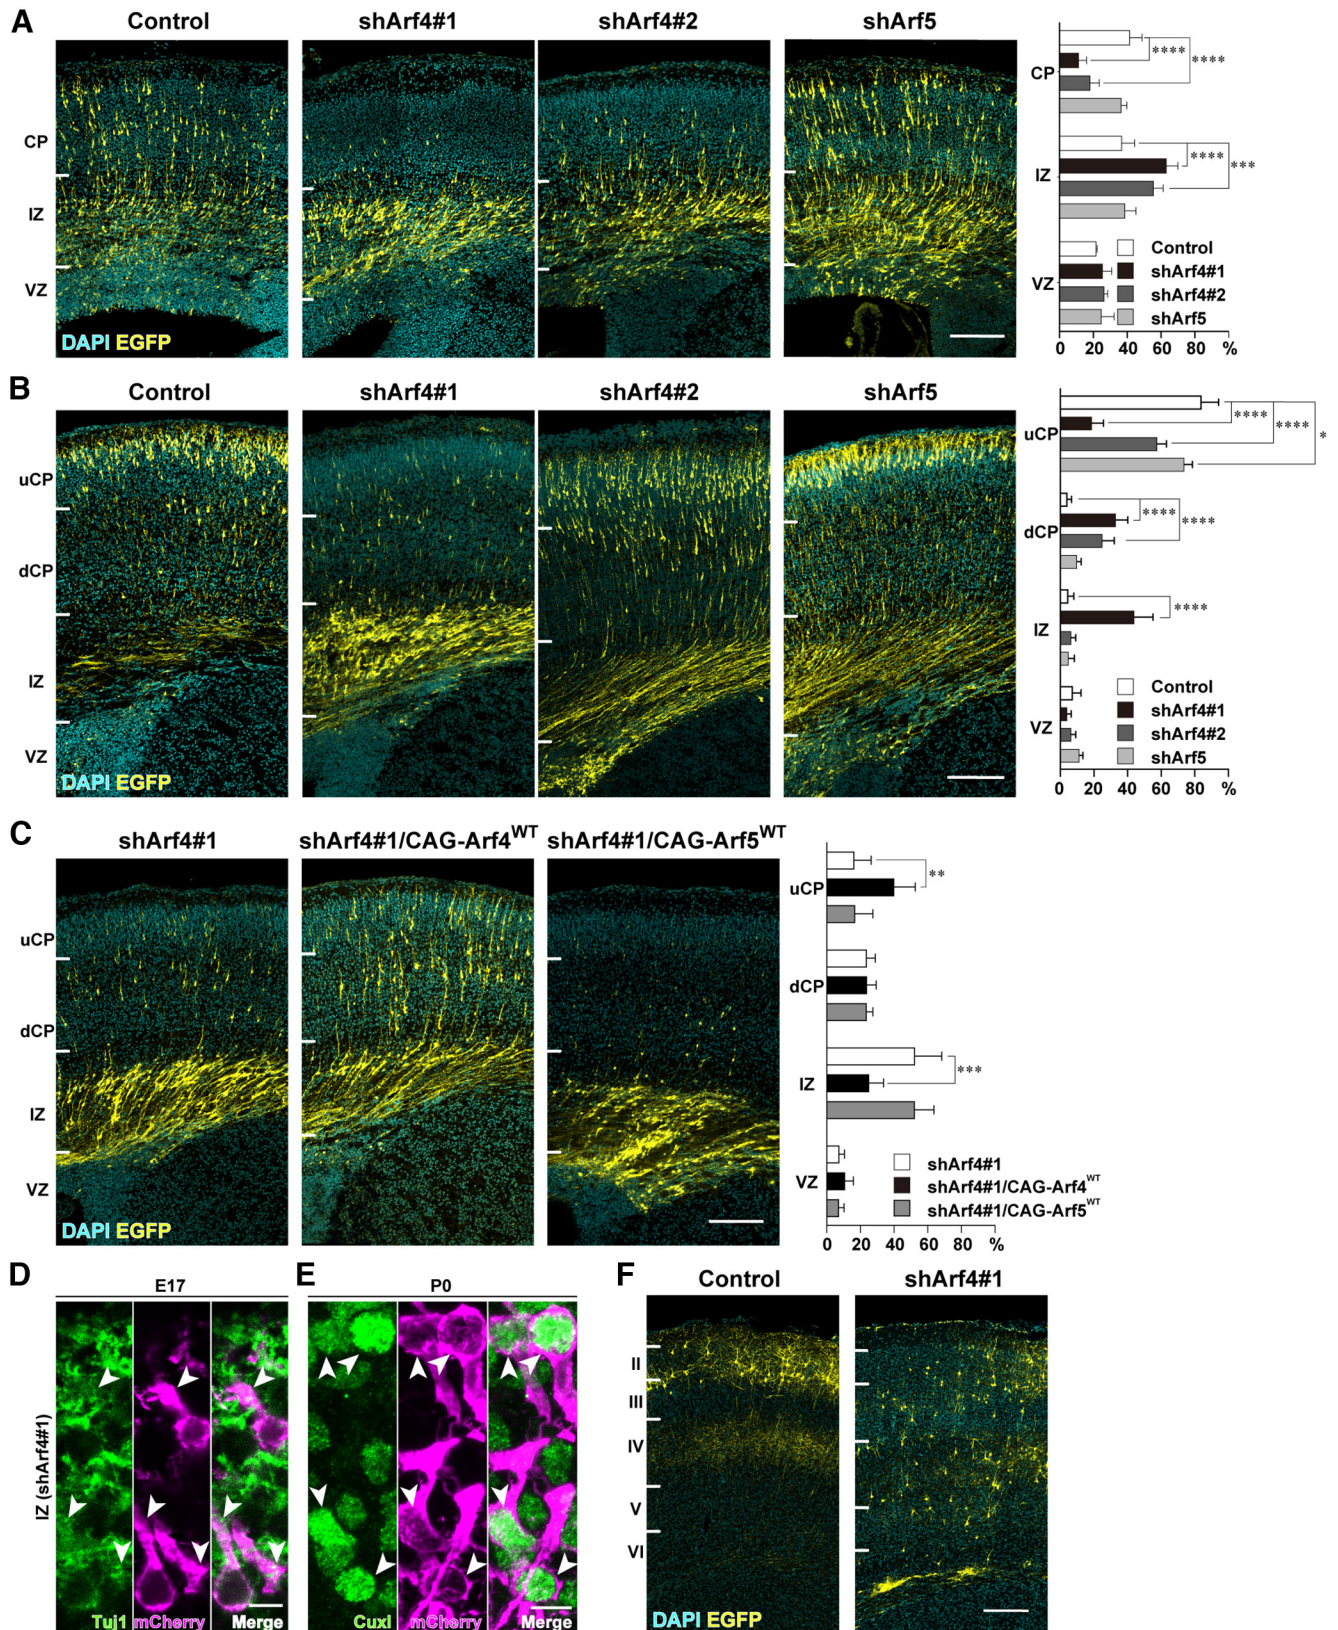 A
Control
shArf4#1
shArf4#2
shArf5
CP
IZ
VZ
DAPI EGFP
CP
IZ
VZ
****
****
****
***
Control
shArf4#1
shArf4#2
shArf5
0 20 40 60 80 %
B
Control
shArf4#1
shArf4#2
shArf5
uCP
dCP
IZ
VZ
DAPI EGFP
uCP
dCP
IZ
VZ
****
****
*
****
****
****
Control
shArf4#1
shArf4#2
shArf5
0 20 40 60 80 %
C
shArf4#1
shArf4#1/CAG-Arf4WT
shArf4#1/CAG-Arf5WT
uCP
dCP
IZ
VZ
DAPI EGFP
uCP
dCP
IZ
VZ
**
***
shArf4#1
shArf4#1/CAG-Arf4WT
shArf4#1/CAG-Arf5WT
0 20 40 60 80 %
D
E17
IZ (shArf4#1)
Tuj1 mCherry Merge
E
P0
CuxI mCherry Merge
F
Control
shArf4#1
II
III
IV
V
VI
DAPI EGFP